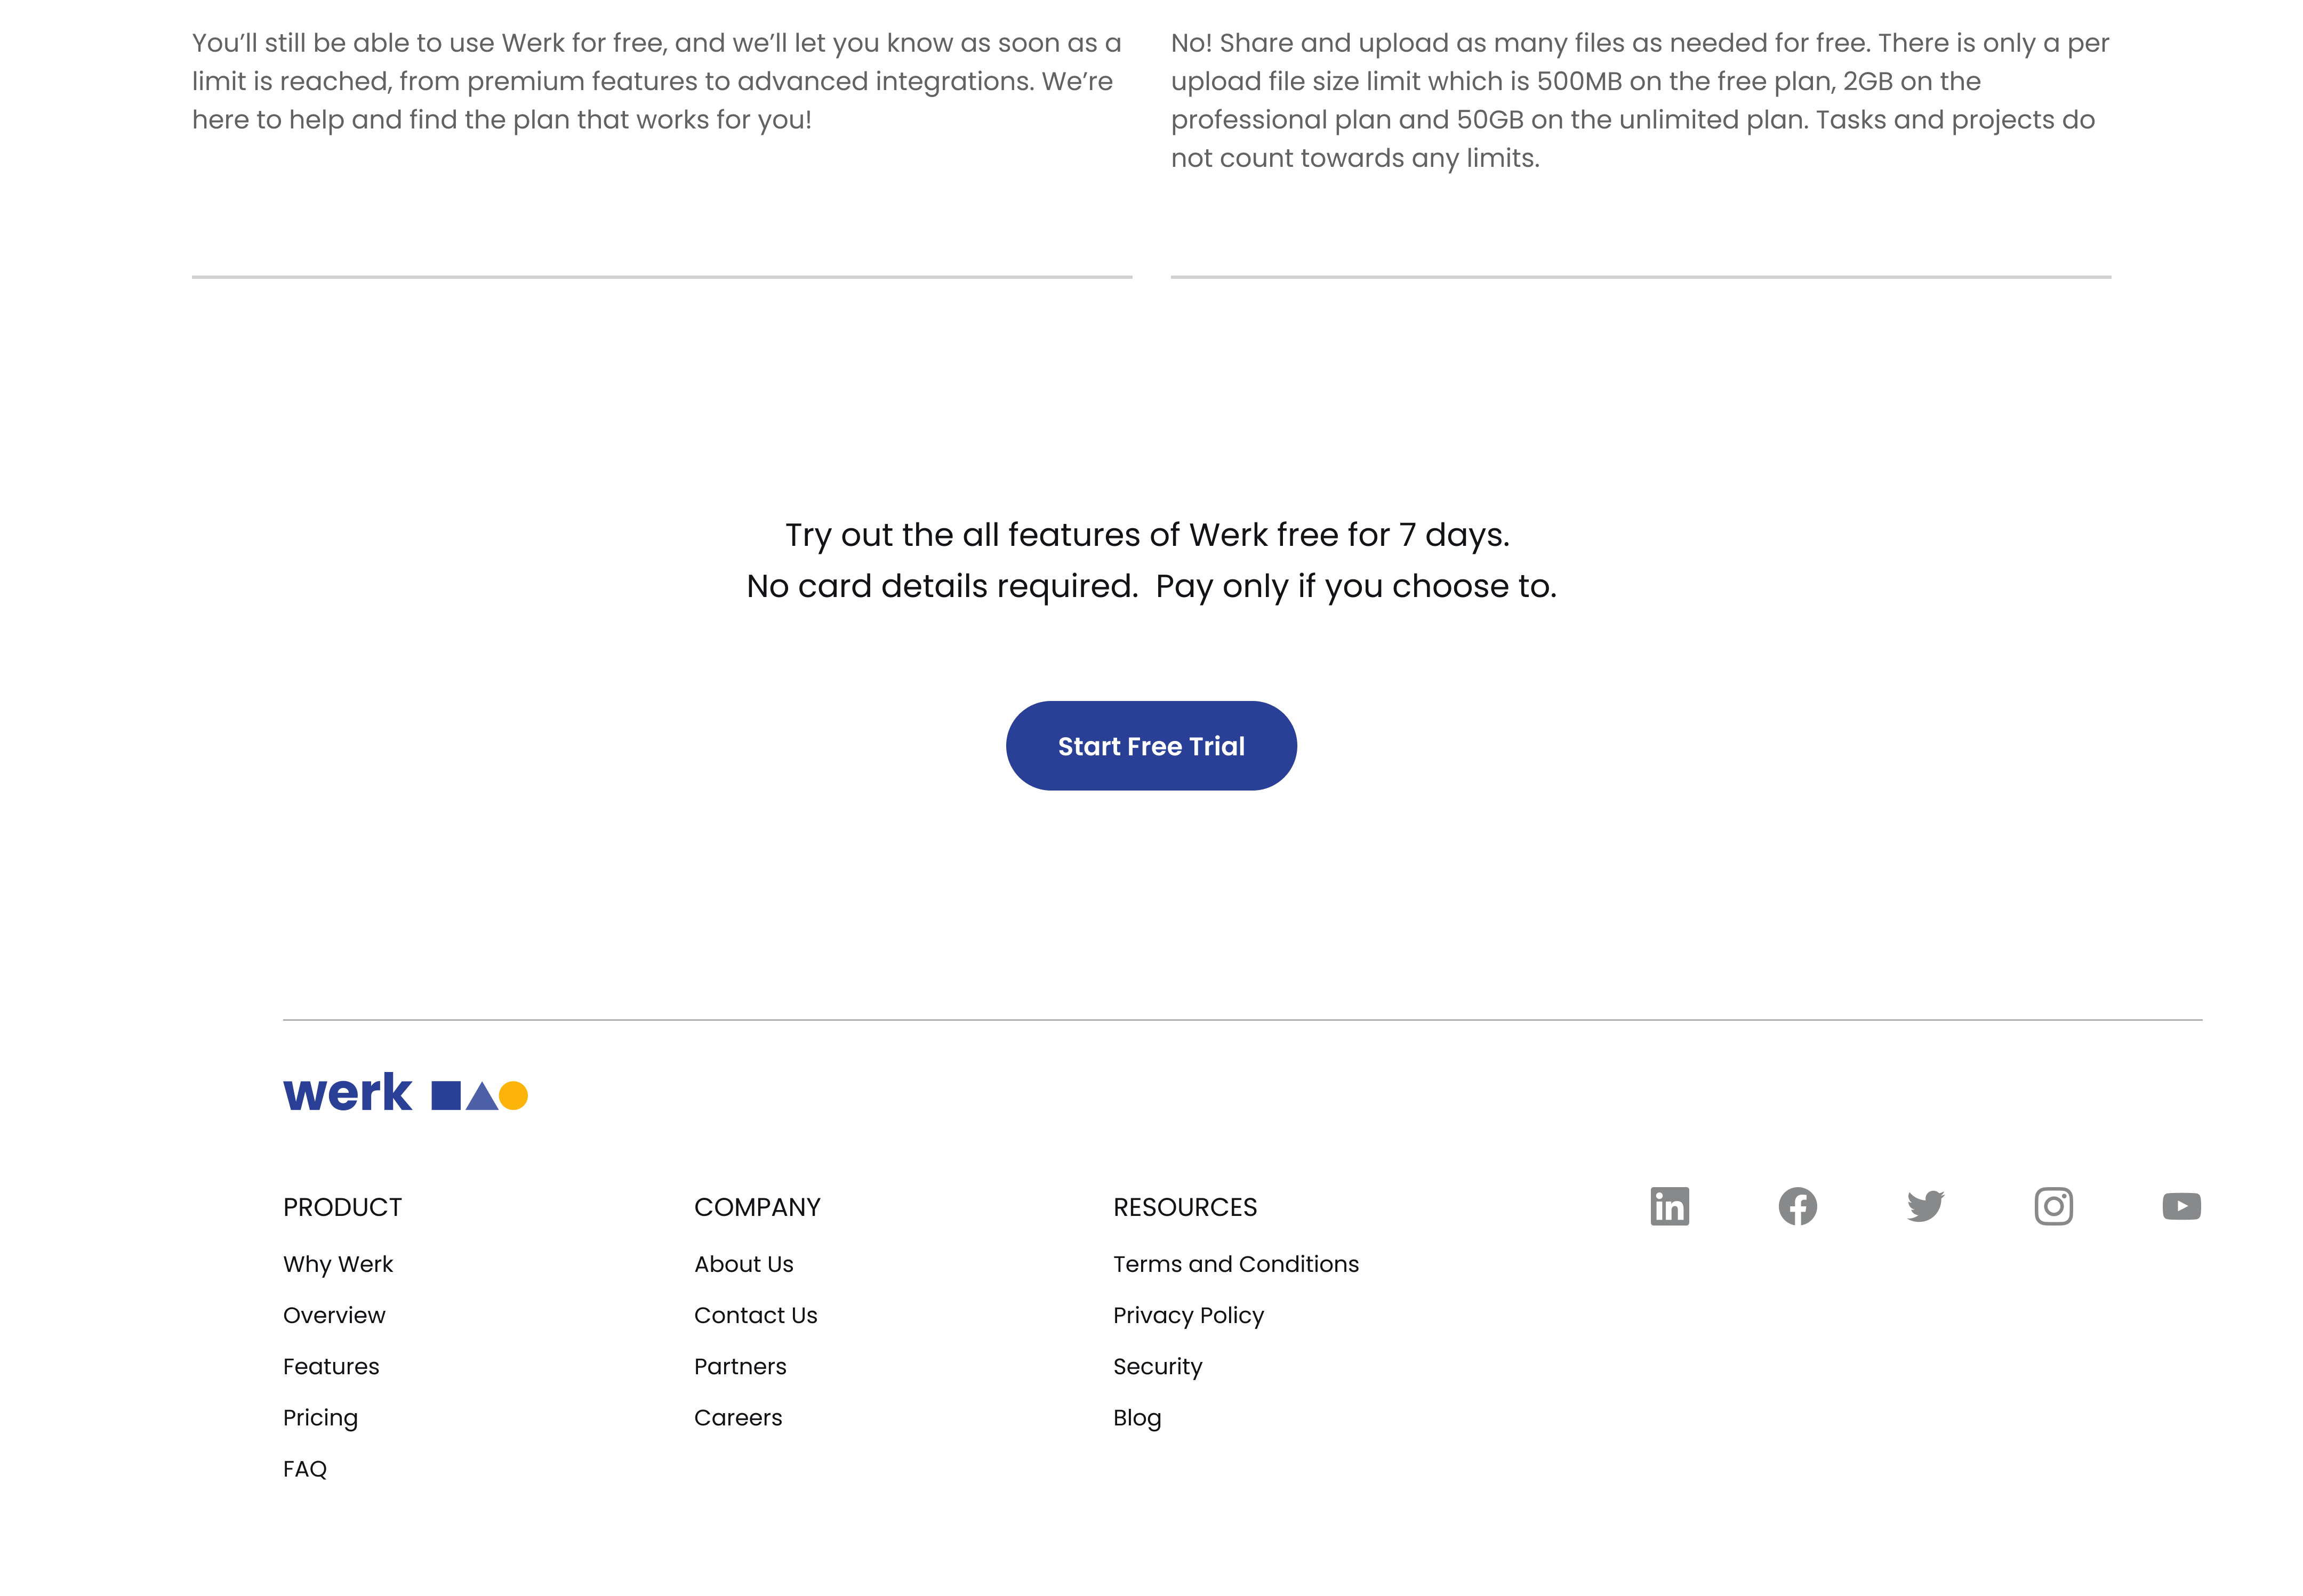 You’ll still be able to use Werk for free, and we’ll let you know as soon as a
limit is reached, from premium features to advanced integrations. We’re
here to help and find the plan that works for you!
No! Share and upload as many files as needed for free. There is only a per
upload file size limit which is 500MB on the free plan, 2GB on the
professional plan and 50GB on the unlimited plan. Tasks and projects do
not count towards any limits.
Try out the all features of Werk free for 7 days.
No card details required.  Pay only if you choose to.
Start Free Trial
werk
PRODUCT
Why Werk
Overview
Features
Pricing
FAQ
COMPANY
About Us
Contact Us
Partners
Careers
RESOURCES
Terms and Conditions
Privacy Policy
Security
Blog